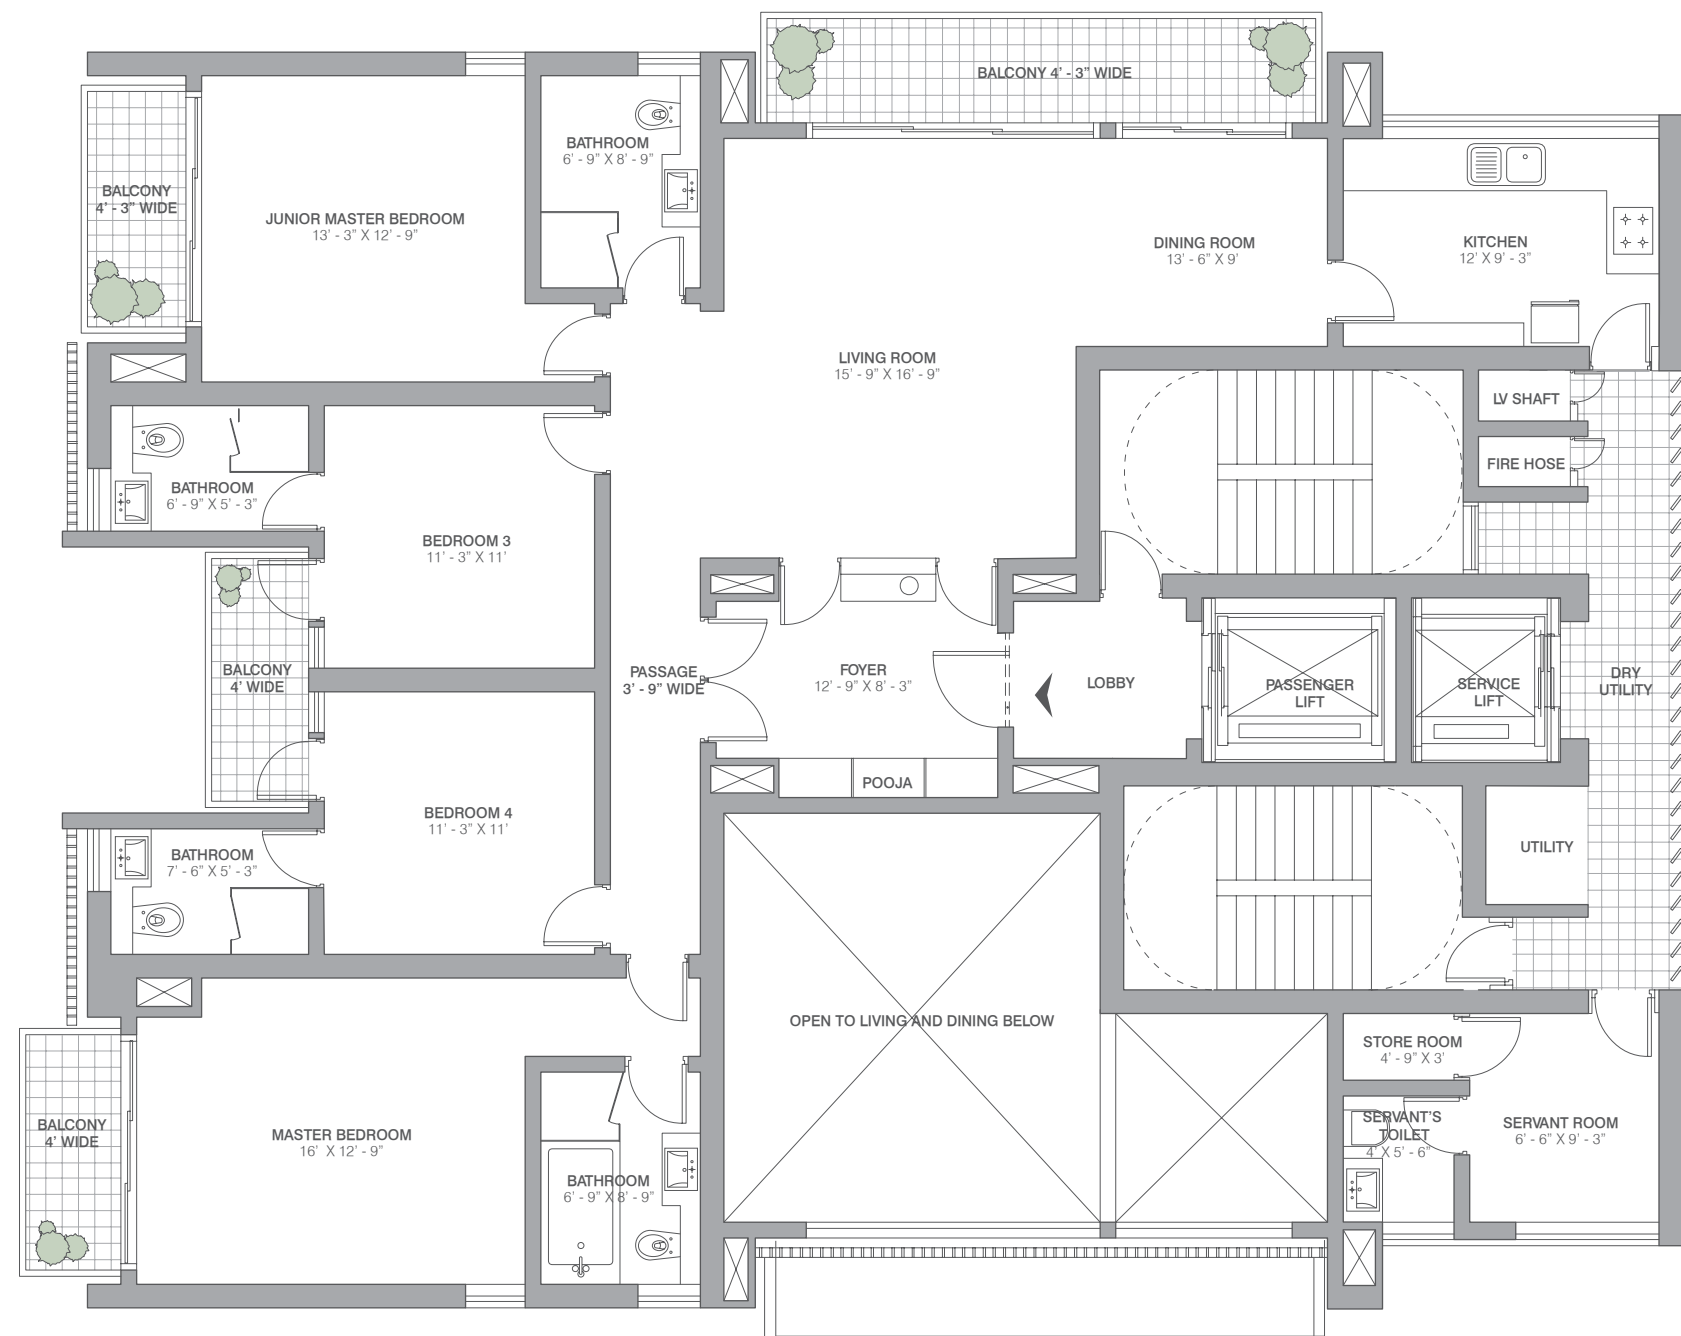 BALCONY 4' - 3" WIDE
BATHROOM
6' - 9" X 8' - 9"
BALCONY
4' - 3" WIDE
JUNIOR MASTER BEDROOM
13' - 3" X 12' - 9"
DINING ROOM
13' - 6" X 9'
KITCHEN
12' X 9' - 3"
LIVING ROOM
15' - 9" X 16' - 9"
LV SHAFT
FIRE HOSE
BATHROOM
6' - 9" X 5' - 3"
BEDROOM 3
11' - 3" X 11'
BALCONY
4' WIDE
PASSAGE
3' - 9" WIDE
FOYER
12' - 9" X 8' - 3"
LOBBY
PASSENGER
LIFT
SERVICE
LIFT
DRY
UTILITY
POOJA
BEDROOM 4
11' - 3" X 11'
BATHROOM
7' - 6" X 5' - 3"
UTILITY
OPEN TO LIVING AND DINING BELOW
STORE ROOM
4' - 9" X 3'
BALCONY
4' WIDE
MASTER BEDROOM
16' X 12' - 9"
BATHROOM
6' - 9" X 8' - 9"
SERVANT'S
TOILET
4' X 5' - 6"
SERVANT ROOM
6' - 6" X 9' - 3"